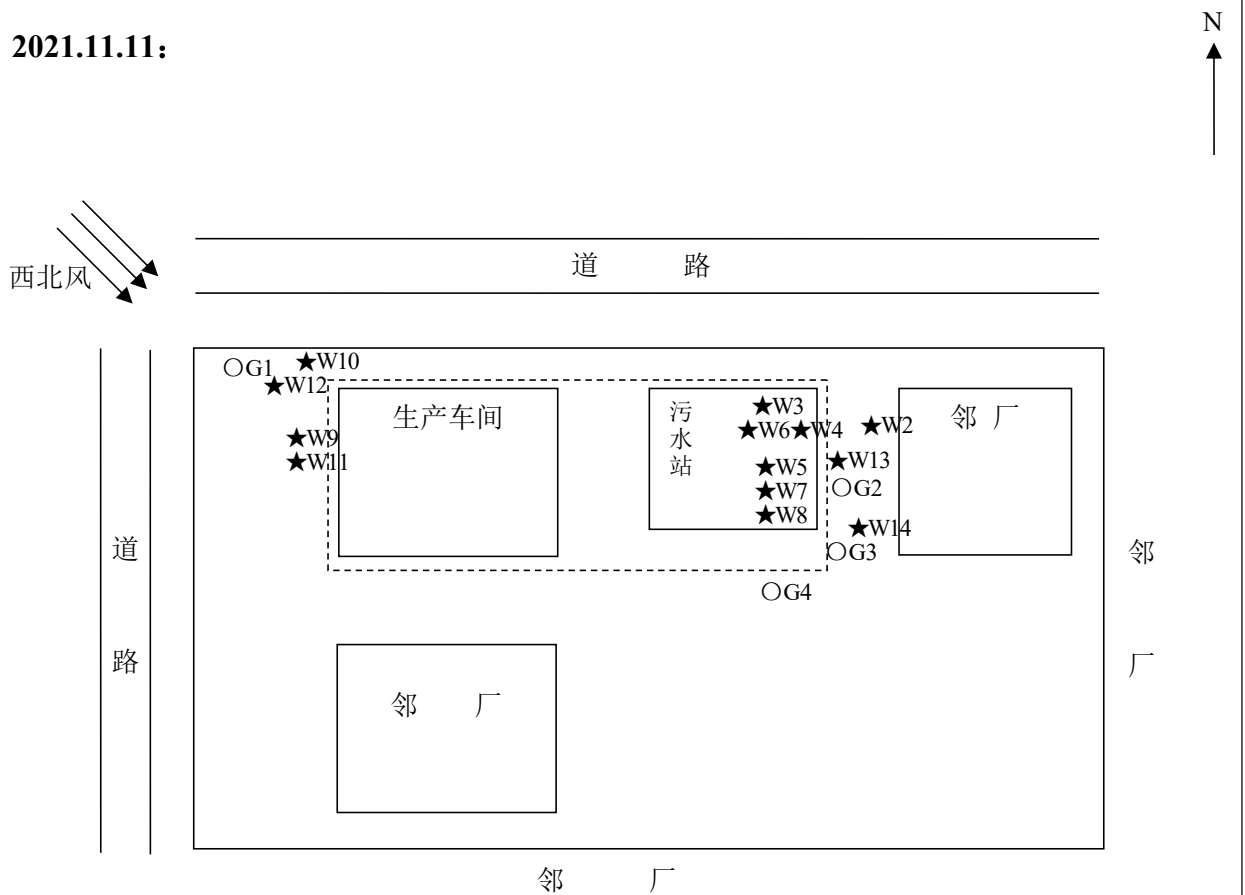 N
2021.11.11：
道 路
西北风
○G1 ★W10
★W12
生产车间
污水站
★W3
★W6 ★W4
★W2
邻 厂
★W9
★W11
★W5
★W13
★W7
○G2
★W8
★W14
○G3
○G4
道 路
邻 厂
邻 厂
邻 厂